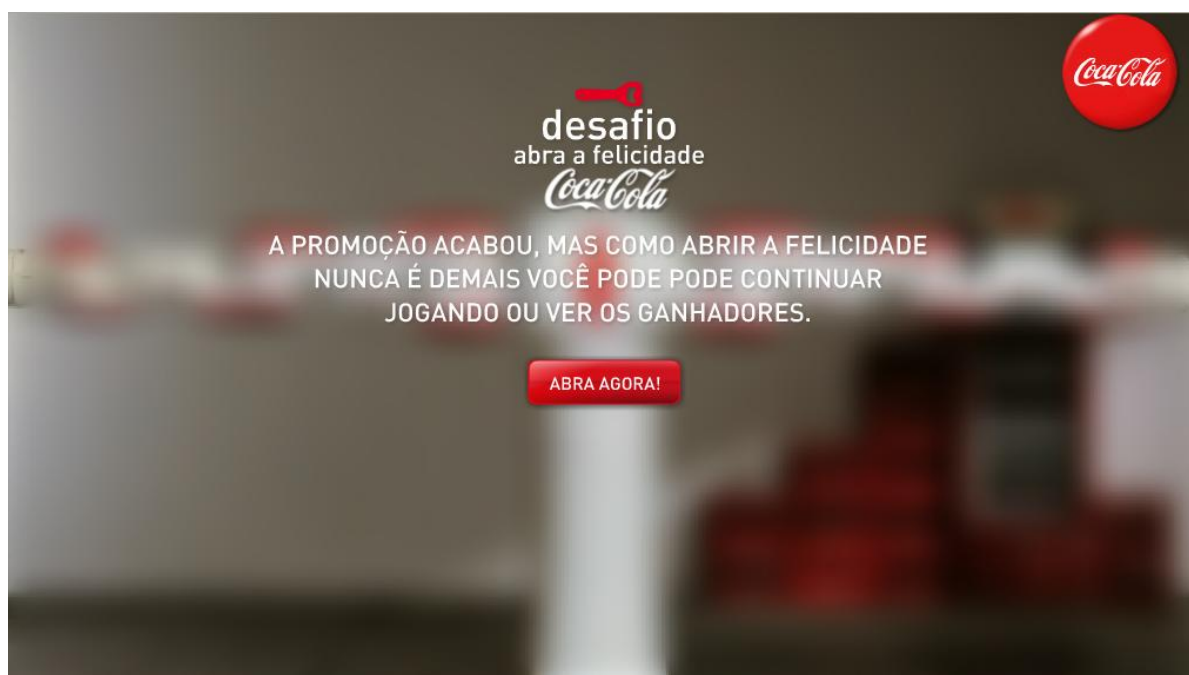 Coca-Cola
desafio
abra a felicidade
Coca-Cola
A PROMOÇÃO ACABOU, MAS COMO ABRIR A FELICIDADE
NUNCA É DEMAIS VOCÊ PODE PODE CONTINUAR
JOGANDO OU VER OS GANHADORES.
ABRA AGORA!